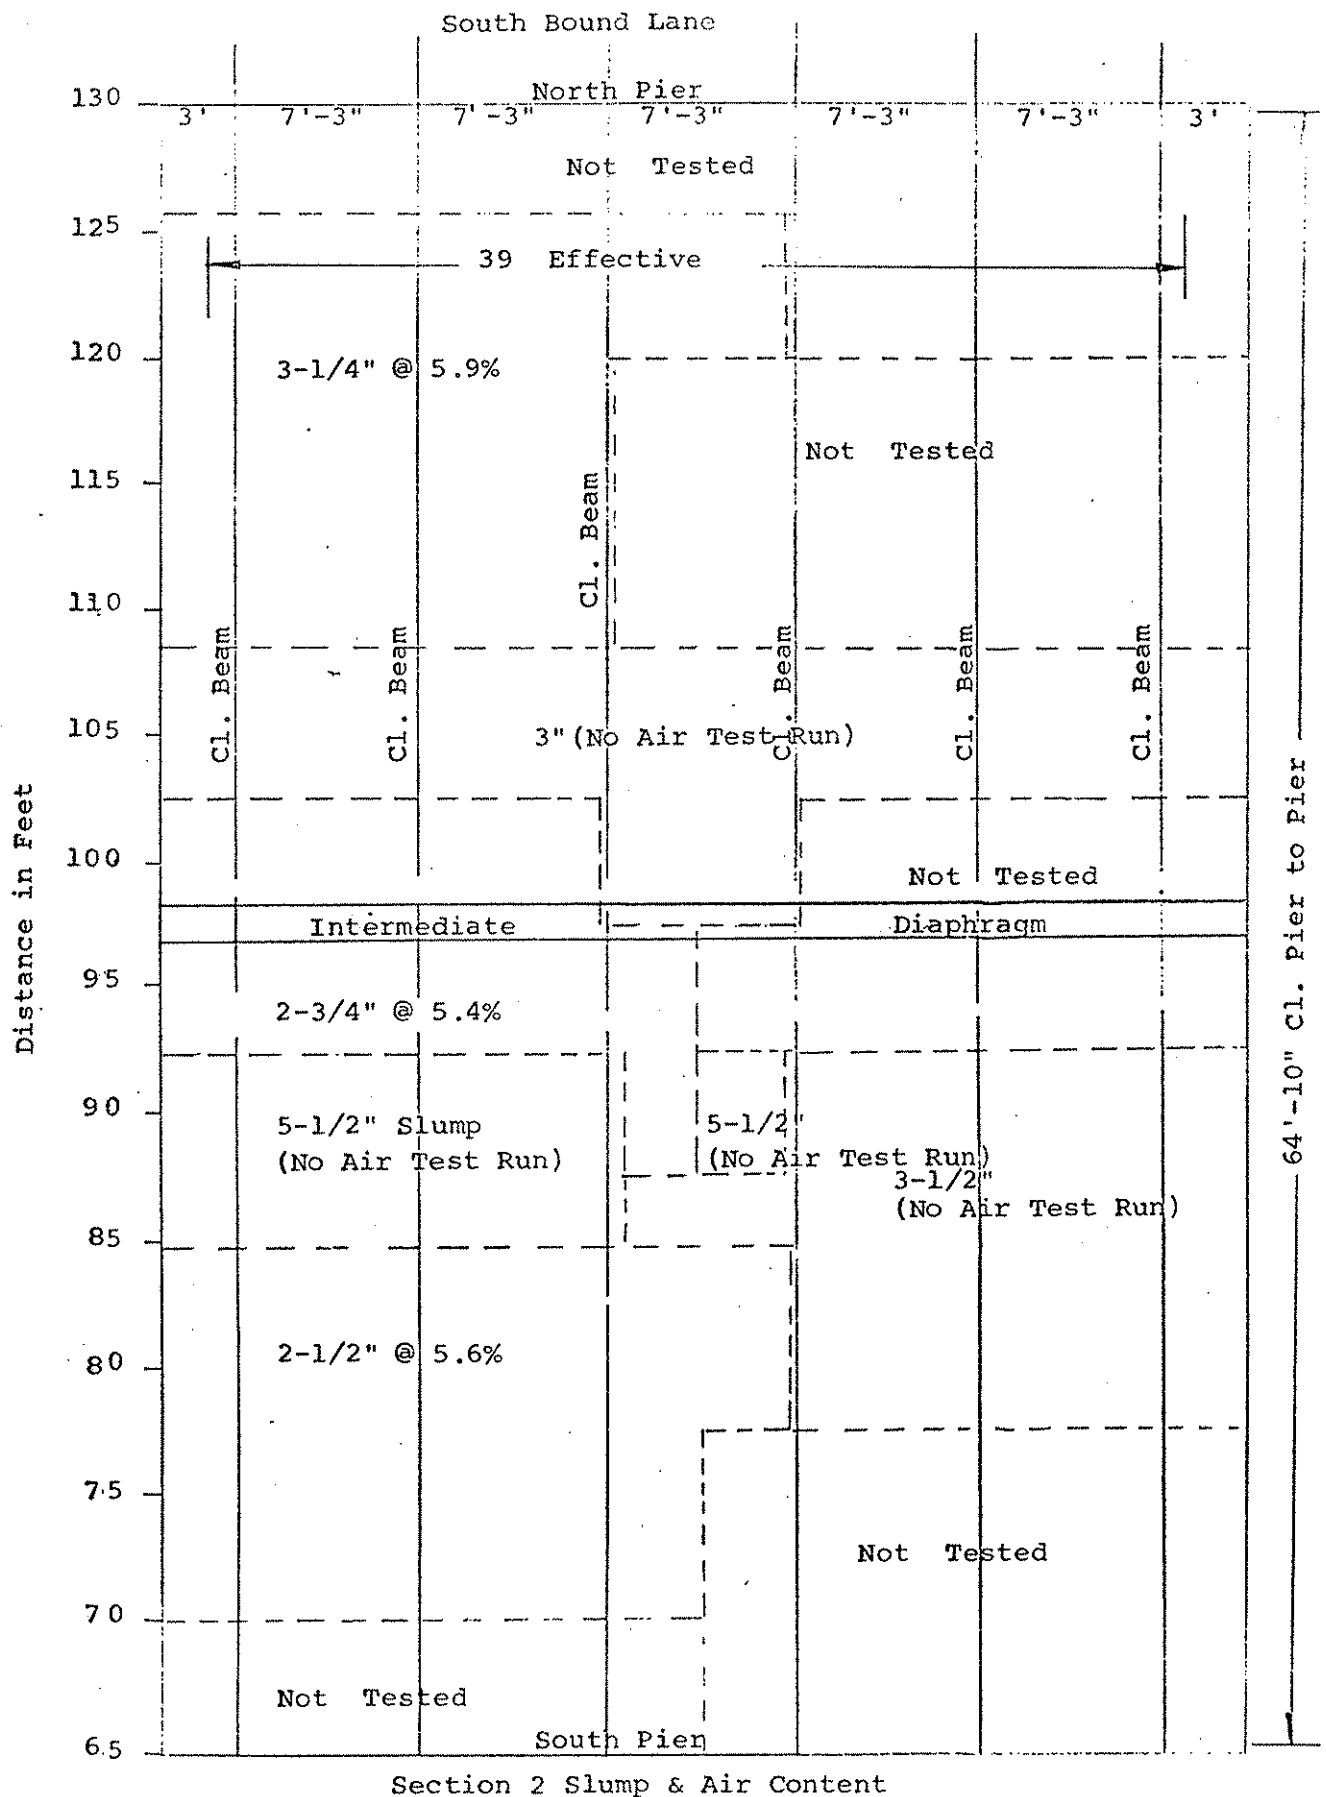 South Bound Lane
North Pier
130
3' 7'-3" 7'-3" 7'-3" 7'-3" 7'-3" 3'
Not Tested
125
39 Effective
120
3-1/4" @ 5.9%
Not Tested
115
Cl. Beam
110
Cl. Beam
Cl. Beam
Cl. Beam
Cl. Beam
Cl. Beam
105
3" (No Air Test Run)
Distance in Feet
64'-10" Cl. Pier to Pier
100
Not Tested
Intermediate Diaphragm
95
2-3/4" @ 5.4%
90
5-1/2" Slump
(No Air Test Run)
5-1/2"
(No Air Test Run)
3-1/2"
(No Air Test Run)
85
80
2-1/2" @ 5.6%
75
Not Tested
70
Not Tested
65
South Pier
Section 2 Slump & Air Content